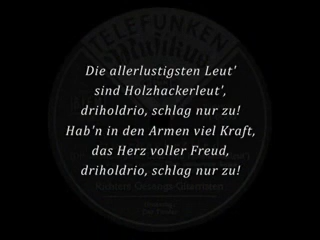 TELEFUNKEN
Die allerlustigsten Leut'
sind Holzhackerleut',
driholdrio, schlag nur zu!
Hab'n in den Armen viel Kraft,
das Herz voller Freud,
driholdrio, schlag nur zu!